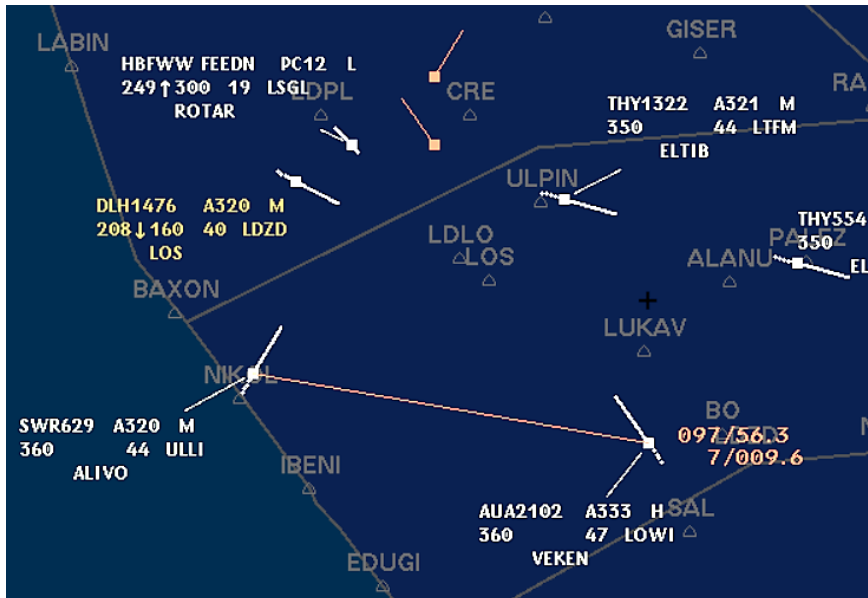 LABIN
GISER
RA
HBFWW FEEDN PC12 L
249↑300 19 LSGL
ROTAR
LDPL
CRE
THY1322 A321 M
350 44 LTFM
ELTIB
ULPIN
DLH1476 A320 M
208↓160 40 LDZD
LOS
LDLO
LOS
THY554
350
EL
PALEZ
ALANU
BAXON
LUKAV
NIKOL
SWR629 A320 M
360 44 ULLI
ALIVO
BO
097/56.3
7/009.6
IBENI
AUA2102 A333 H
360 47 LOWI
VEKEN
SAL
EDUGI